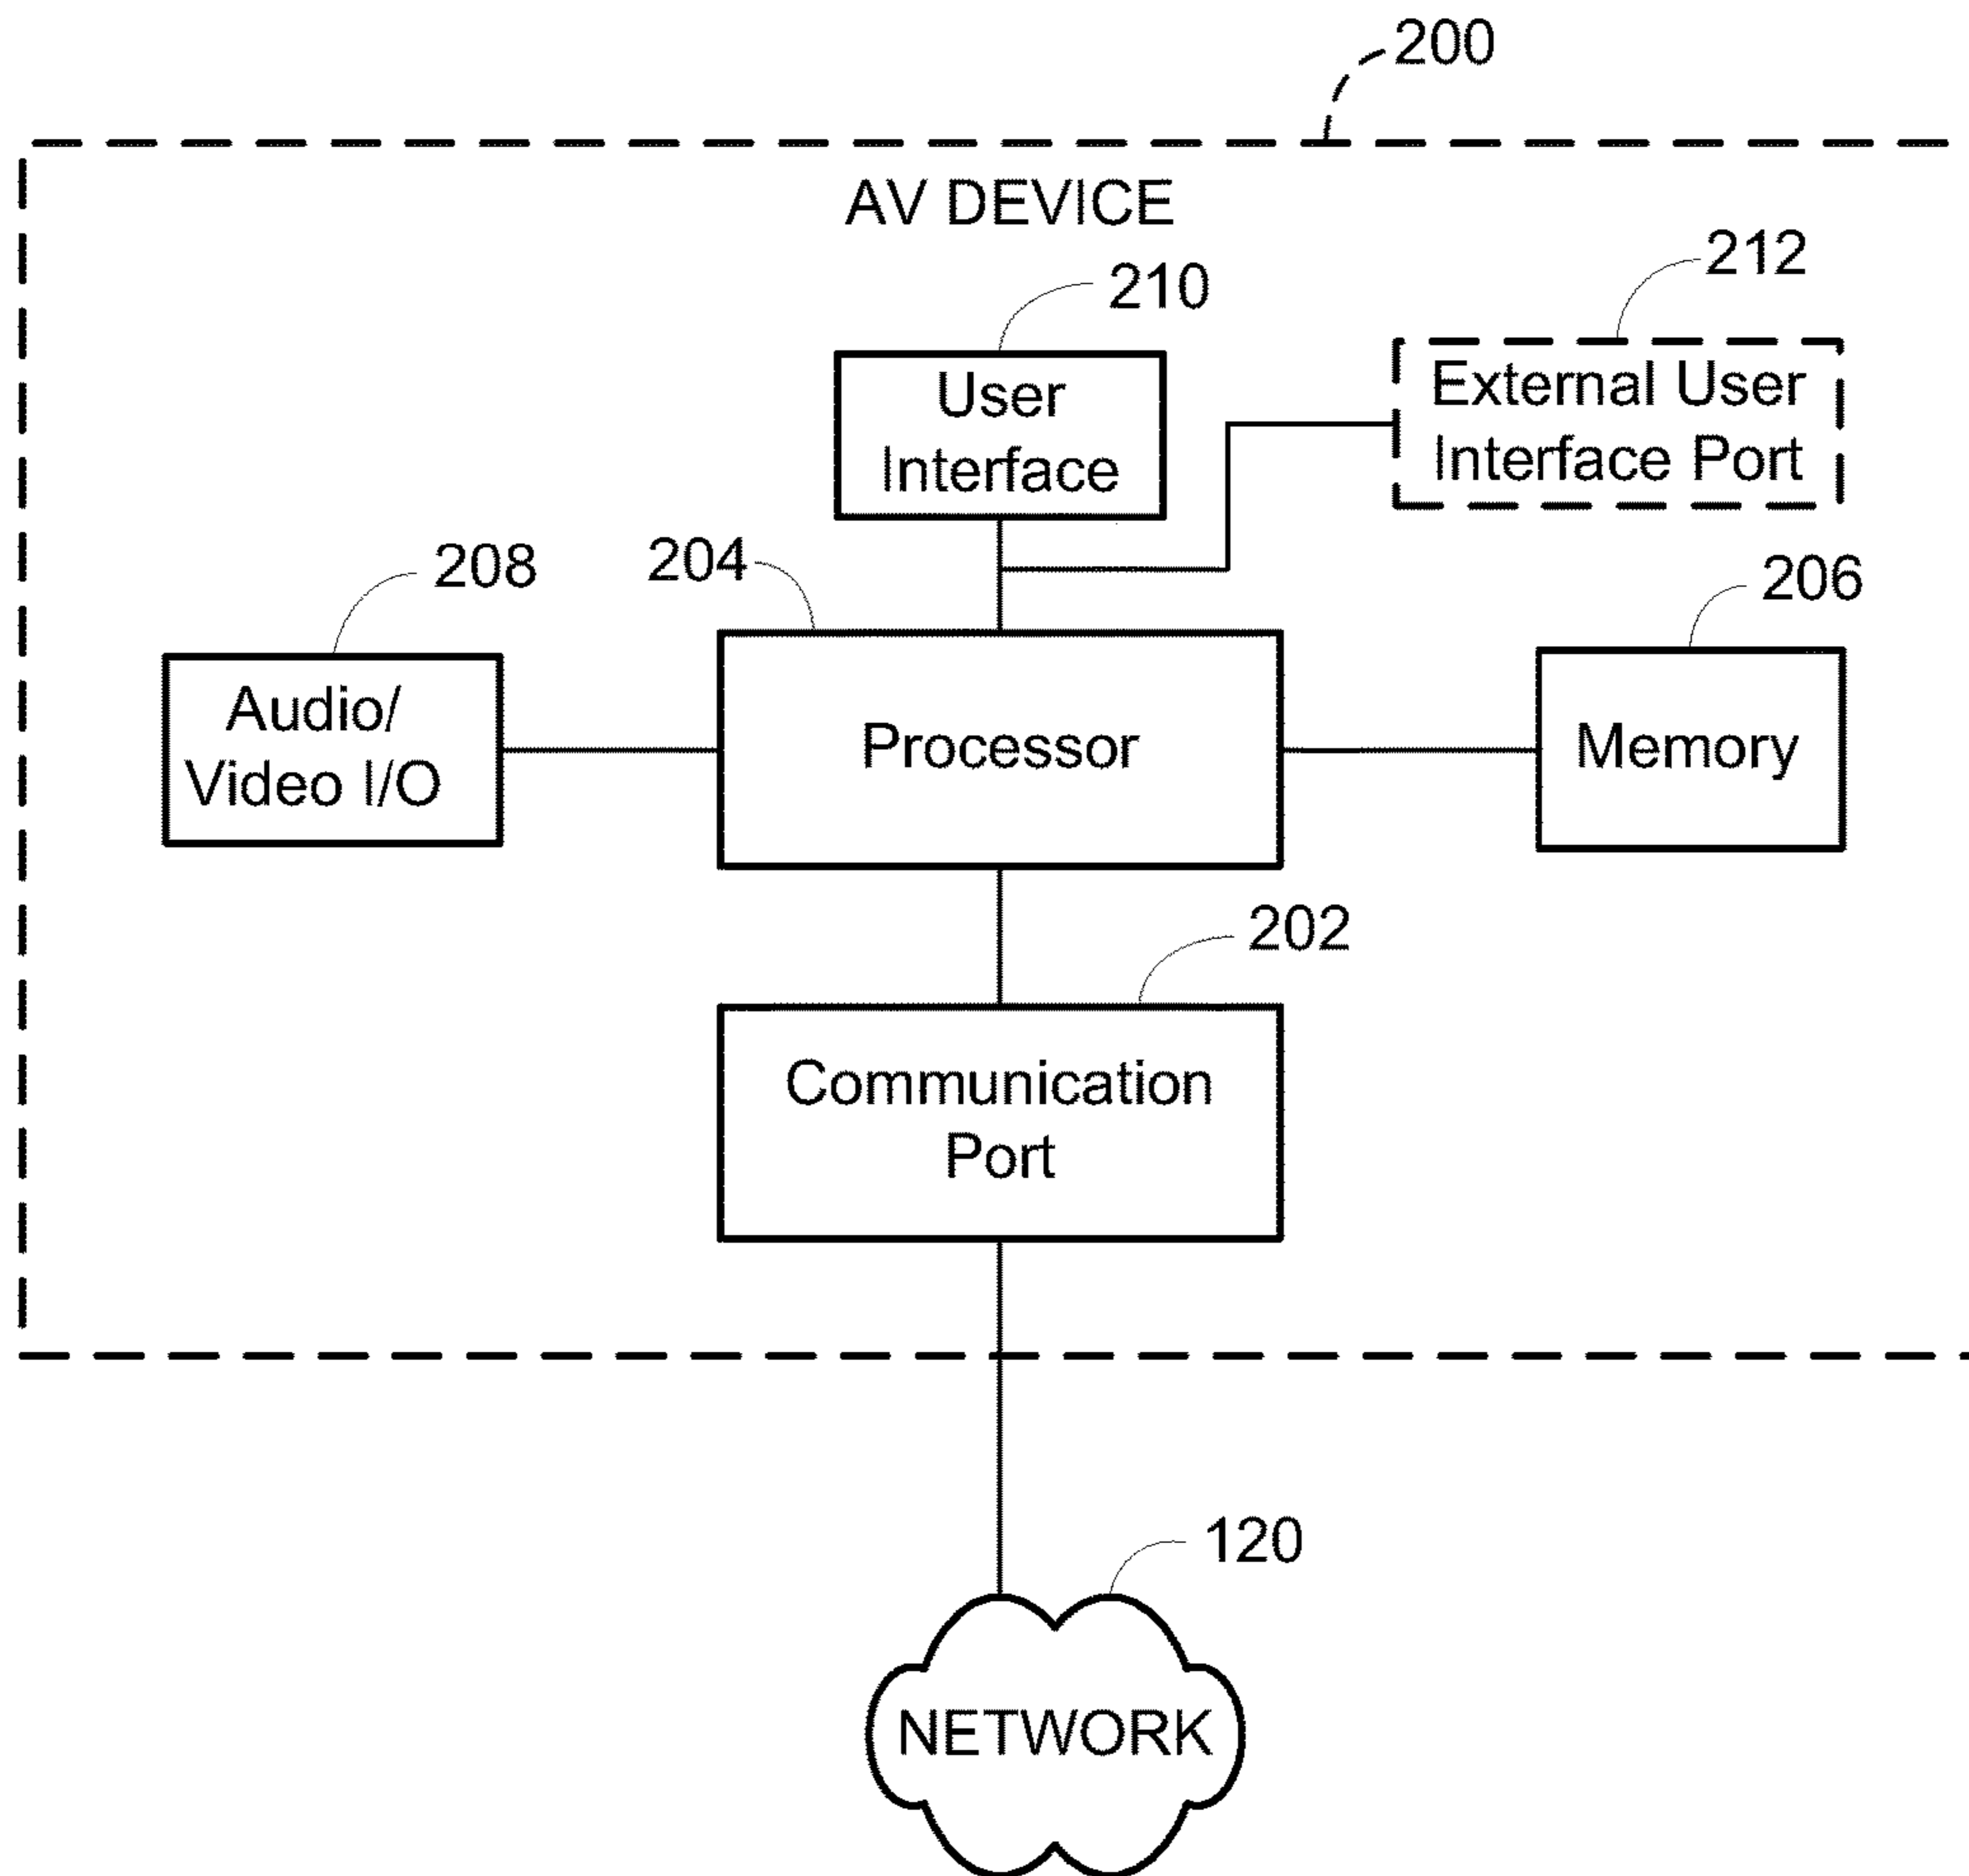 200
AV DEVICE
212
210
External User
Interface Port
User
Interface
208
204
206
Audio/
Video I/O
Processor
Memory
202
Communication
Port
120
NETWORK